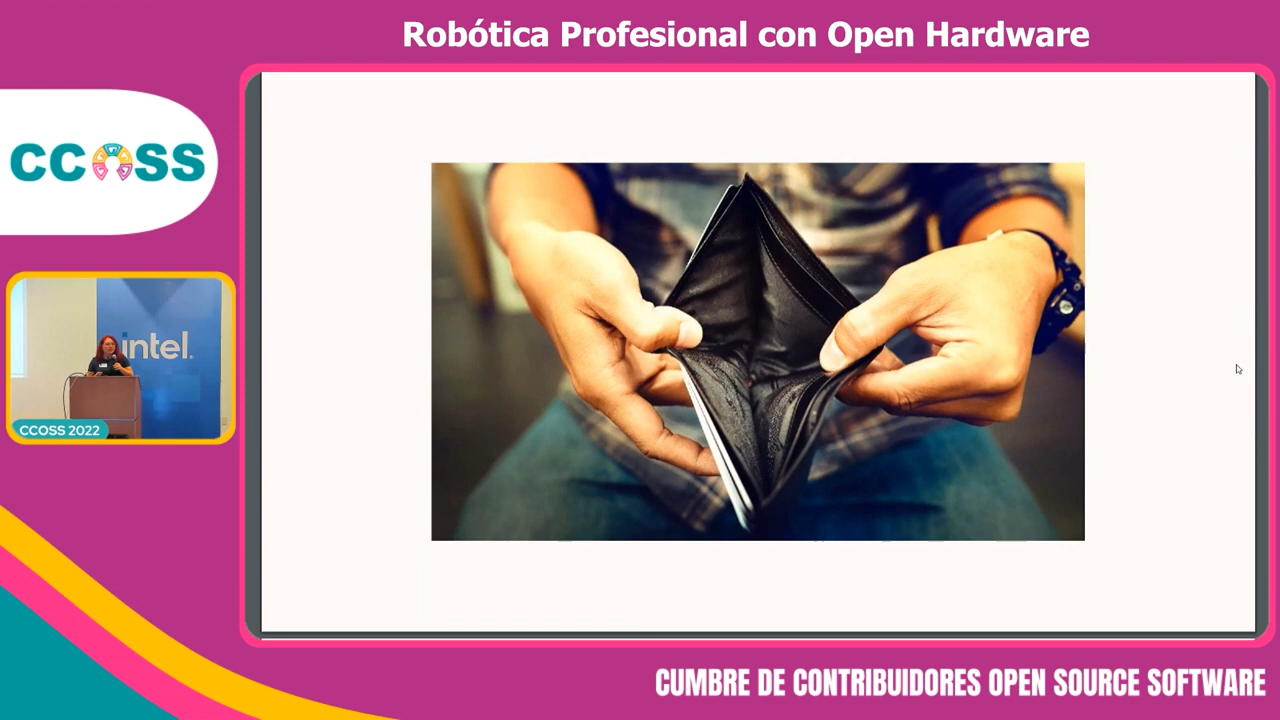 Robótica Profesional con Open Hardware
CCOSS
intel.
CCOSS 2022
CUMBRE DE CONTRIBUIDORES OPEN SOURCE SOFTWARE